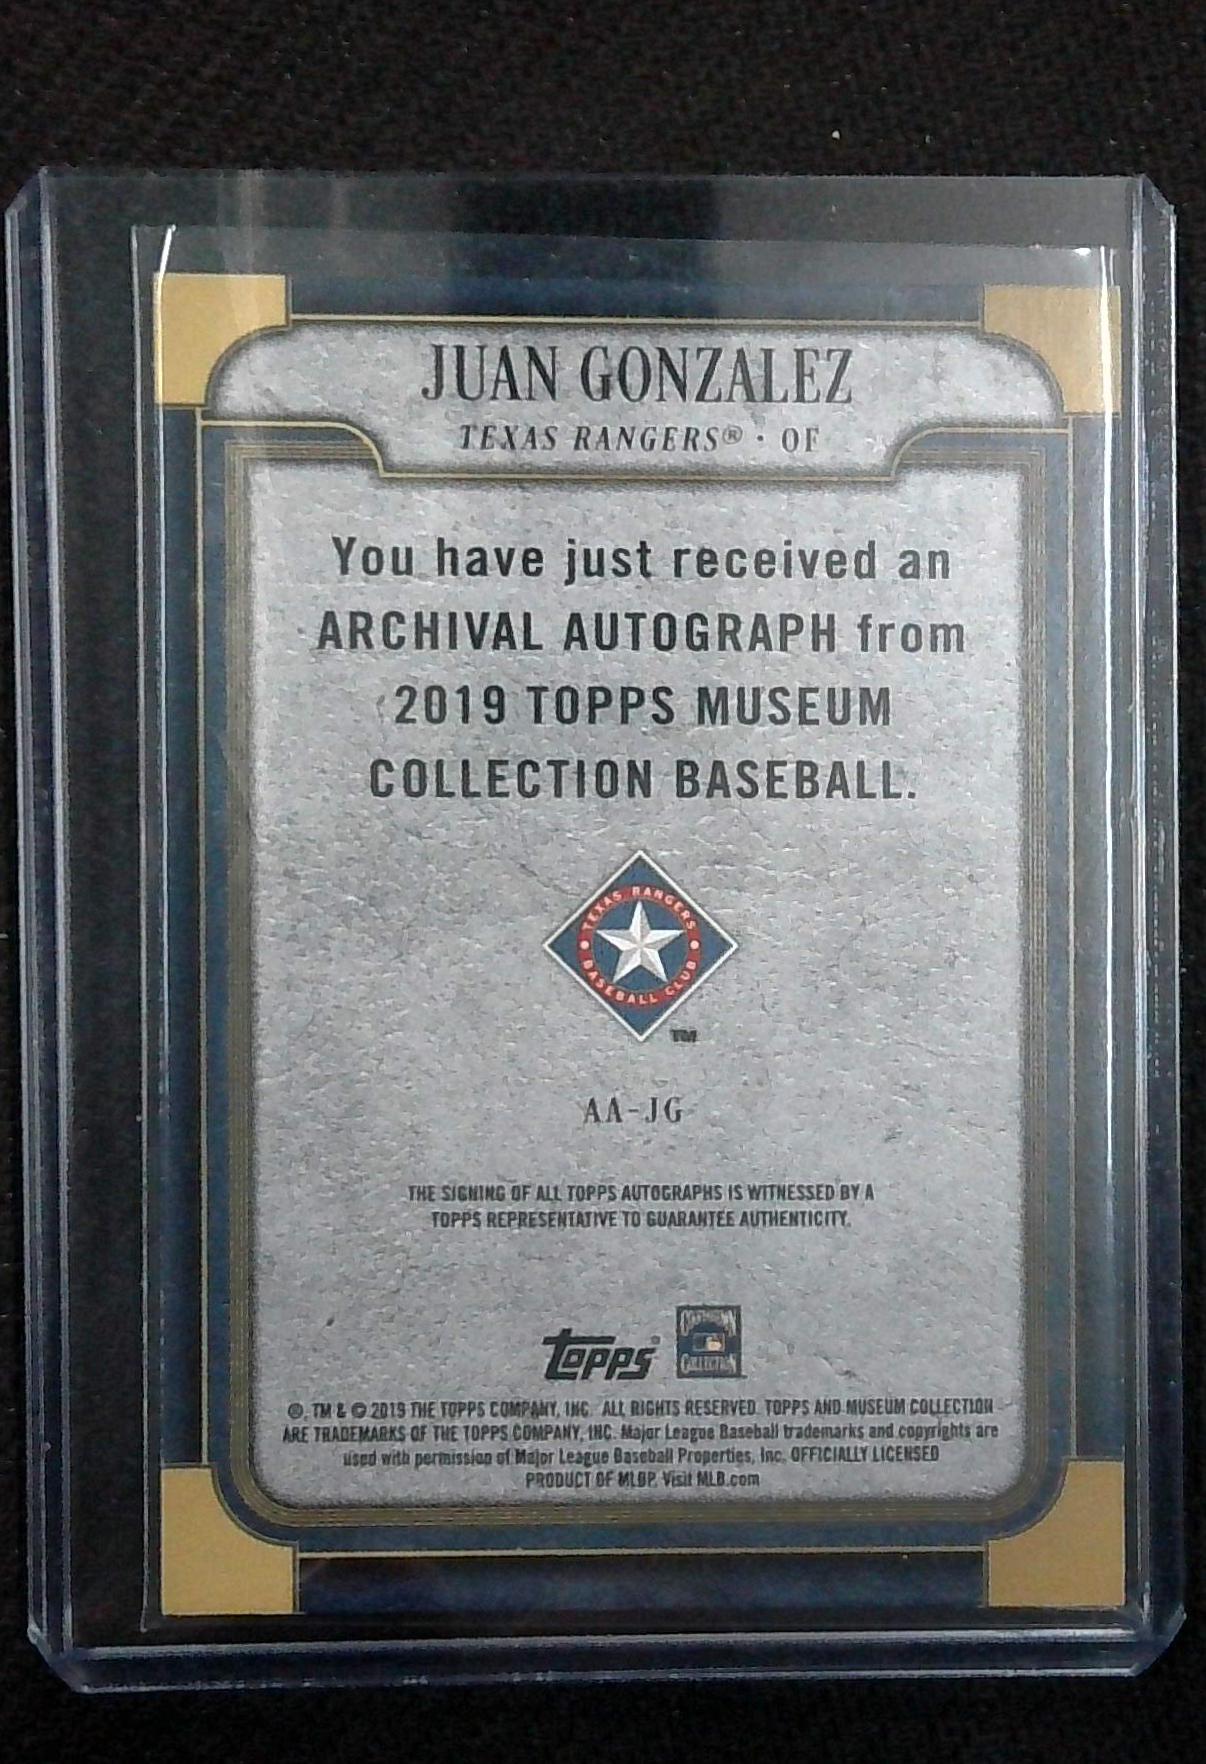 JUAN GONZALEZ
TEXAS RANGERS® · OF
You have just received an
ARCHIVAL AUTOGRAPH from
2019 TOPPS MUSEUM
COLLECTION BASEBALL.
TEXAS RANGERS
BASEBALL CLUB
TM
AA-JG
THE SIGNING OF ALL TOPPS AUTOGRAPHS IS WITNESSED BY A
TOPPS REPRESENTATIVE TO GUARANTEE AUTHENTICITY.
Topps®
COOPERSTOWN
COLLECTION
®, TM & © 2019 THE TOPPS COMPANY, INC. ALL RIGHTS RESERVED. TOPPS AND MUSEUM COLLECTION
ARE TRADEMARKS OF THE TOPPS COMPANY, INC. Major League Baseball trademarks and copyrights are
used with permission of Major League Baseball Properties, Inc. OFFICIALLY LICENSED
PRODUCT OF MLBP. Visit MLB.com